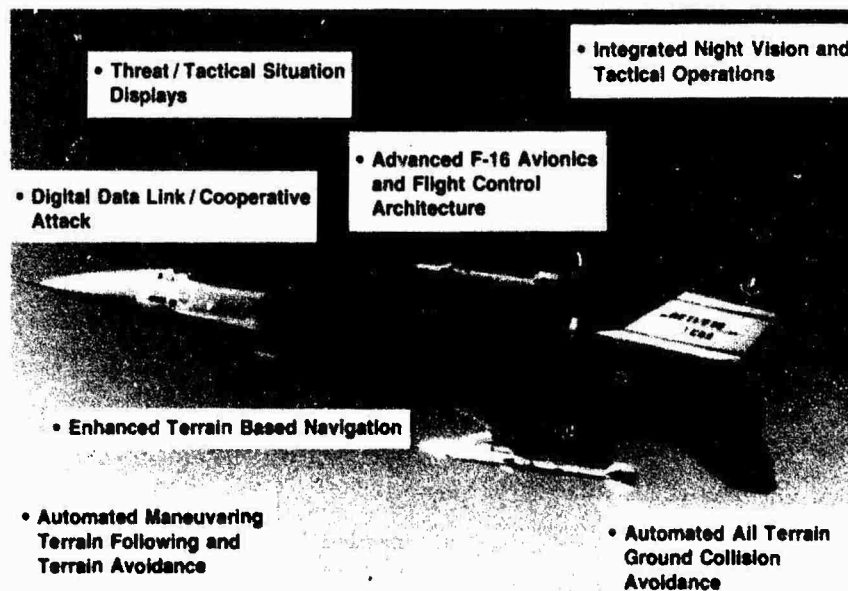 • Threat / Tactical Situation
Displays
• Integrated Night Vision and
Tactical Operations
• Advanced F-16 Avionics
and Flight Control
Architecture
• Digital Data Link / Cooperative
Attack
• Enhanced Terrain Based Navigation
• Automated Maneuvering
Terrain Following and
Terrain Avoidance
• Automated All Terrain
Ground Collision
Avoidance